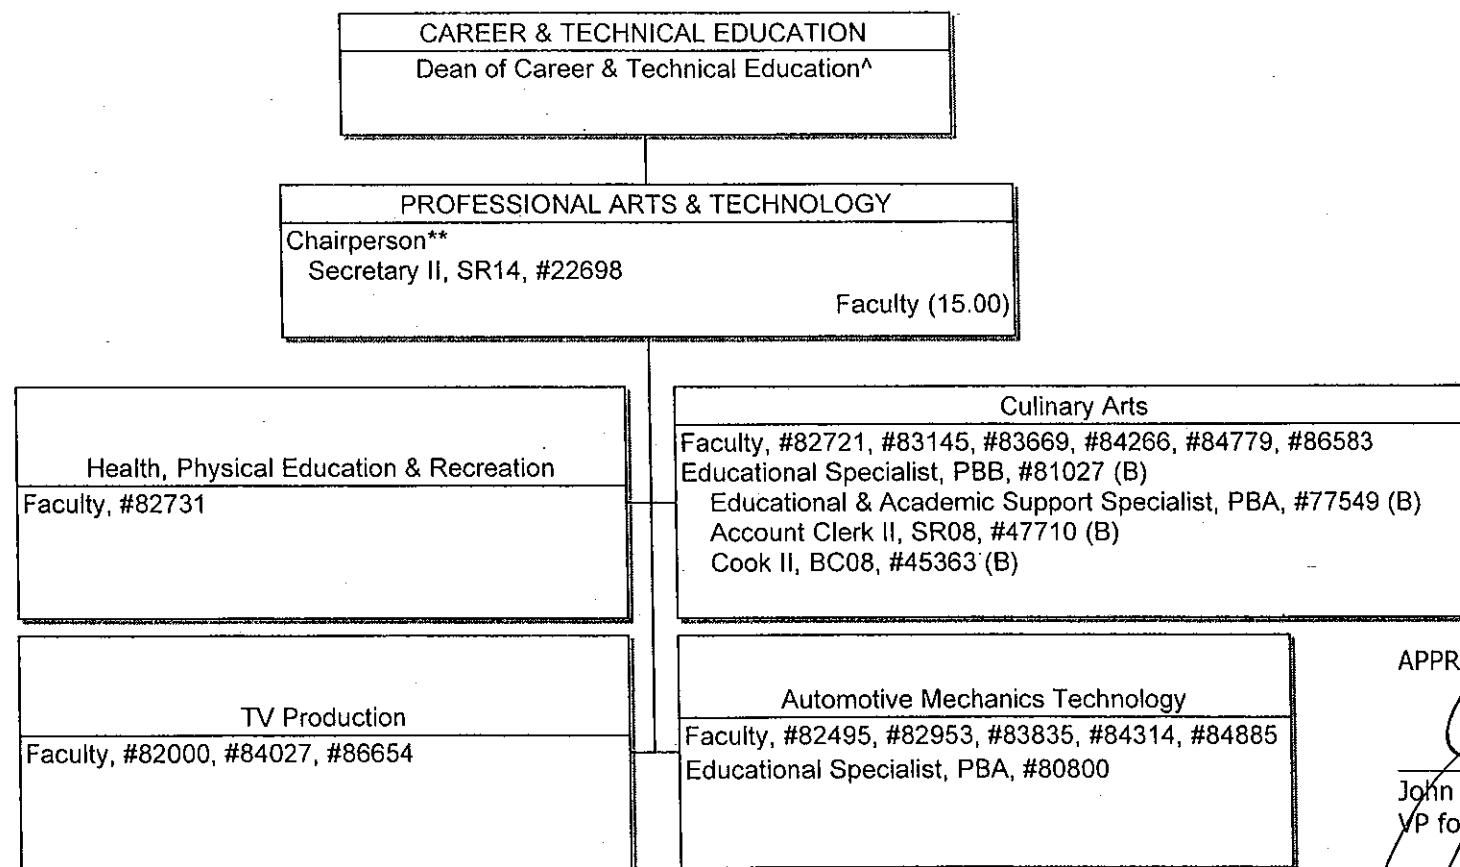 CAREER & TECHNICAL EDUCATION
Dean of Career & Technical Education^
PROFESSIONAL ARTS & TECHNOLOGY
Chairperson**
Secretary II, SR14, #22698
Faculty (15.00)
Health, Physical Education & Recreation
Faculty, #82731
Culinary Arts
Faculty, #82721, #83145, #83669, #84266, #84779, #86583
Educational Specialist, PBB, #81027 (B)
Educational & Academic Support Specialist, PBA, #77549 (B)
Account Clerk II, SR08, #47710 (B)
Cook II, BC08, #45363 (B)
TV Production
Faculty, #82000, #84027, #86654
Automotive Mechanics Technology
Faculty, #82495, #82953, #83835, #84314, #84885
Educational Specialist, PBA, #80800
APPR
John
VP fo